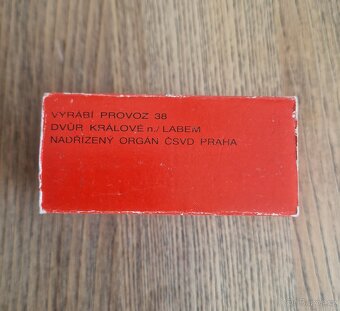 VYRÁBÍ PROVOZ 38
DVŮR KRÁLOVÉ n./LABEM
NADŘÍZENÝ ORGÁN ČSVD PRAHA